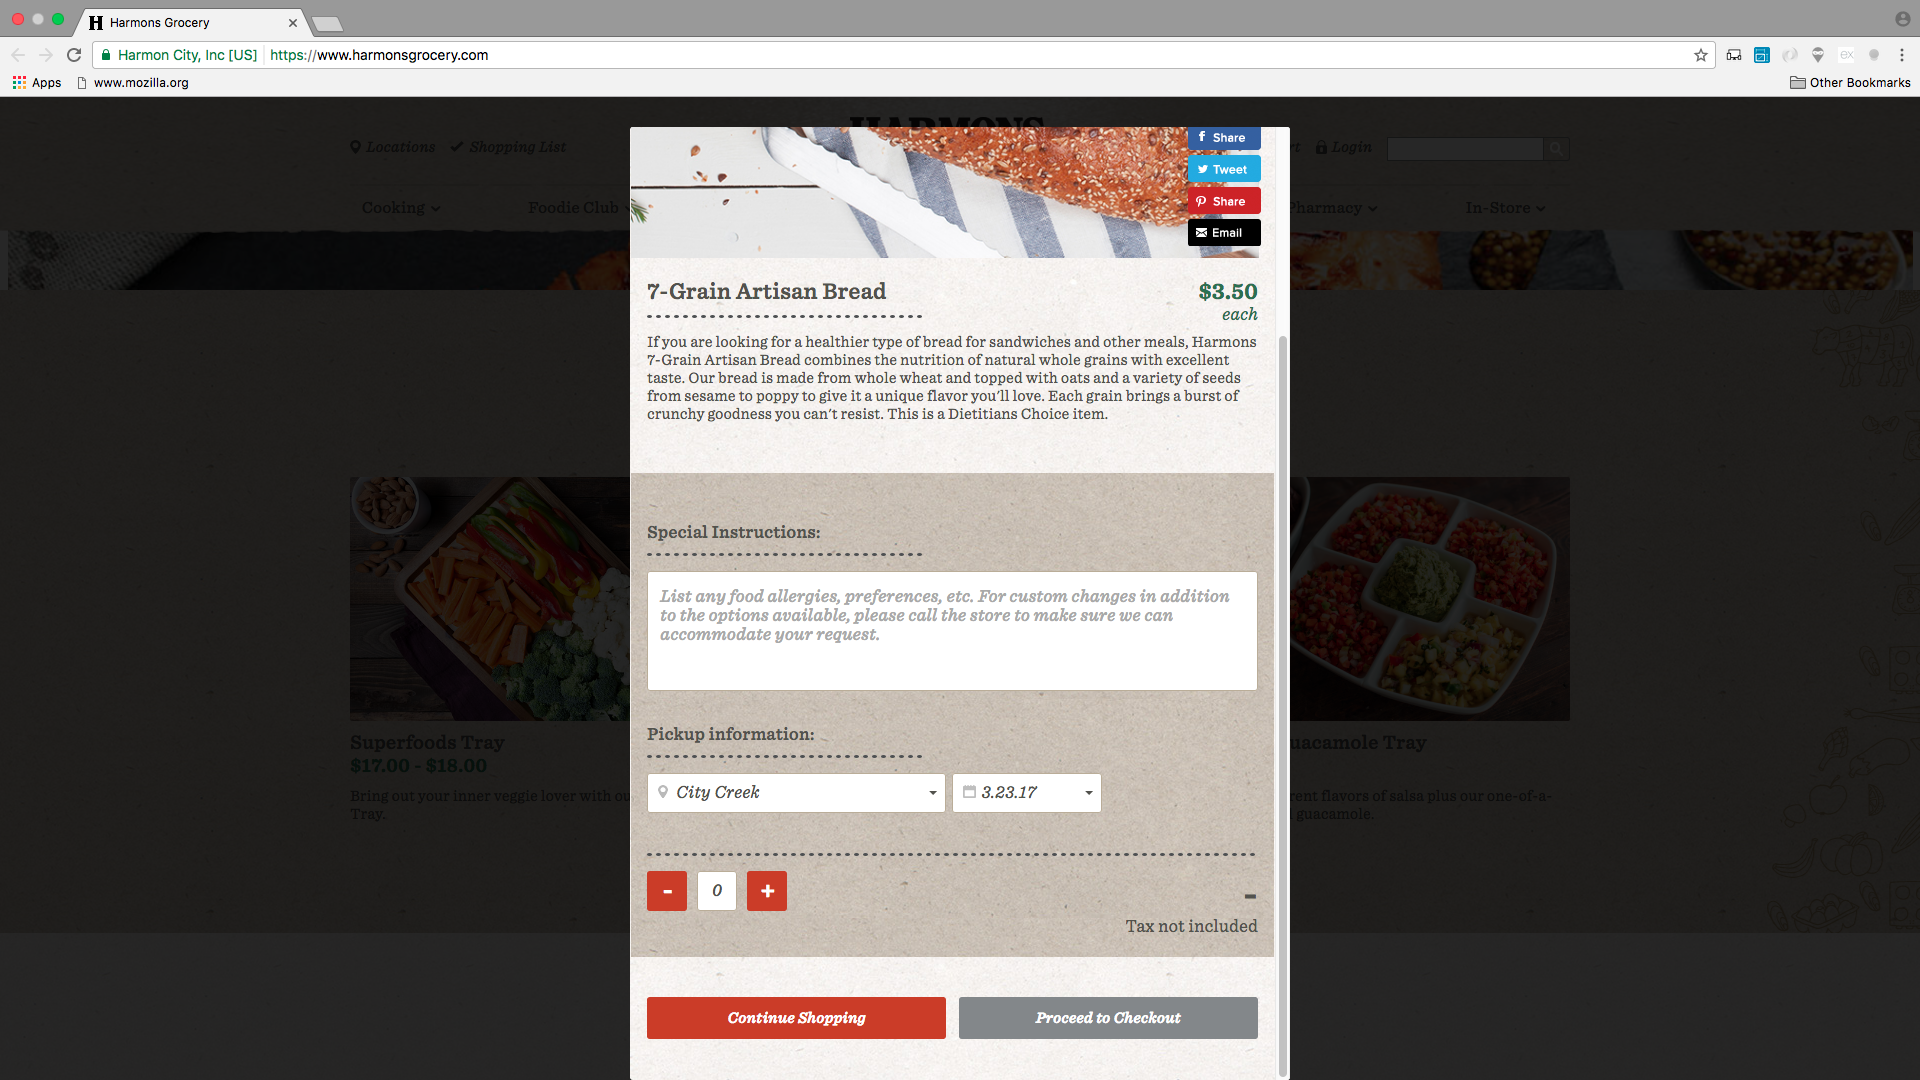 H Harmons Grocery
Harmon City, Inc [US] https://www.harmonsgrocery.com
Apps www.mozilla.org Other Bookmarks
HARMONS
Locations Shopping List
Login
Cooking Foodie Club Pharmacy In-Store
Share
Tweet
Share
Email
7-Grain Artisan Bread $3.50
each
If you are looking for a healthier type of bread for sandwiches and other meals, Harmons
7-Grain Artisan Bread combines the nutrition of natural whole grains with excellent
taste. Our bread is made from whole wheat and topped with oats and a variety of seeds
from sesame to poppy to give it a unique flavor you'll love. Each grain brings a burst of
crunchy goodness you can't resist. This is a Dietitians Choice item.
Special Instructions:
List any food allergies, preferences, etc. For custom changes in addition
to the options available, please call the store to make sure we can
accommodate your request.
Pickup information:
City Creek 3.23.17
- 0 + -
Tax not included
Continue Shopping Proceed to Checkout
Superfoods Tray
$17.00 - $18.00
Bring out your inner veggie lover with ou
Tray.
uacamole Tray
rent flavors of salsa plus our one-of-a-
guacamole.